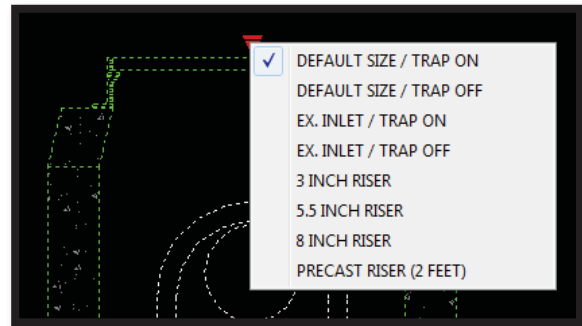 DEFAULT SIZE / TRAP ON
DEFAULT SIZE / TRAP OFF
EX. INLET / TRAP ON
EX. INLET / TRAP OFF
3 INCH RISER
5.5 INCH RISER
8 INCH RISER
PRECAST RISER (2 FEET)